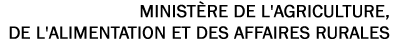 MINISTÈRE DE L'AGRICULTURE,
DE L'ALIMENTATION ET DES AFFAIRES RURALES